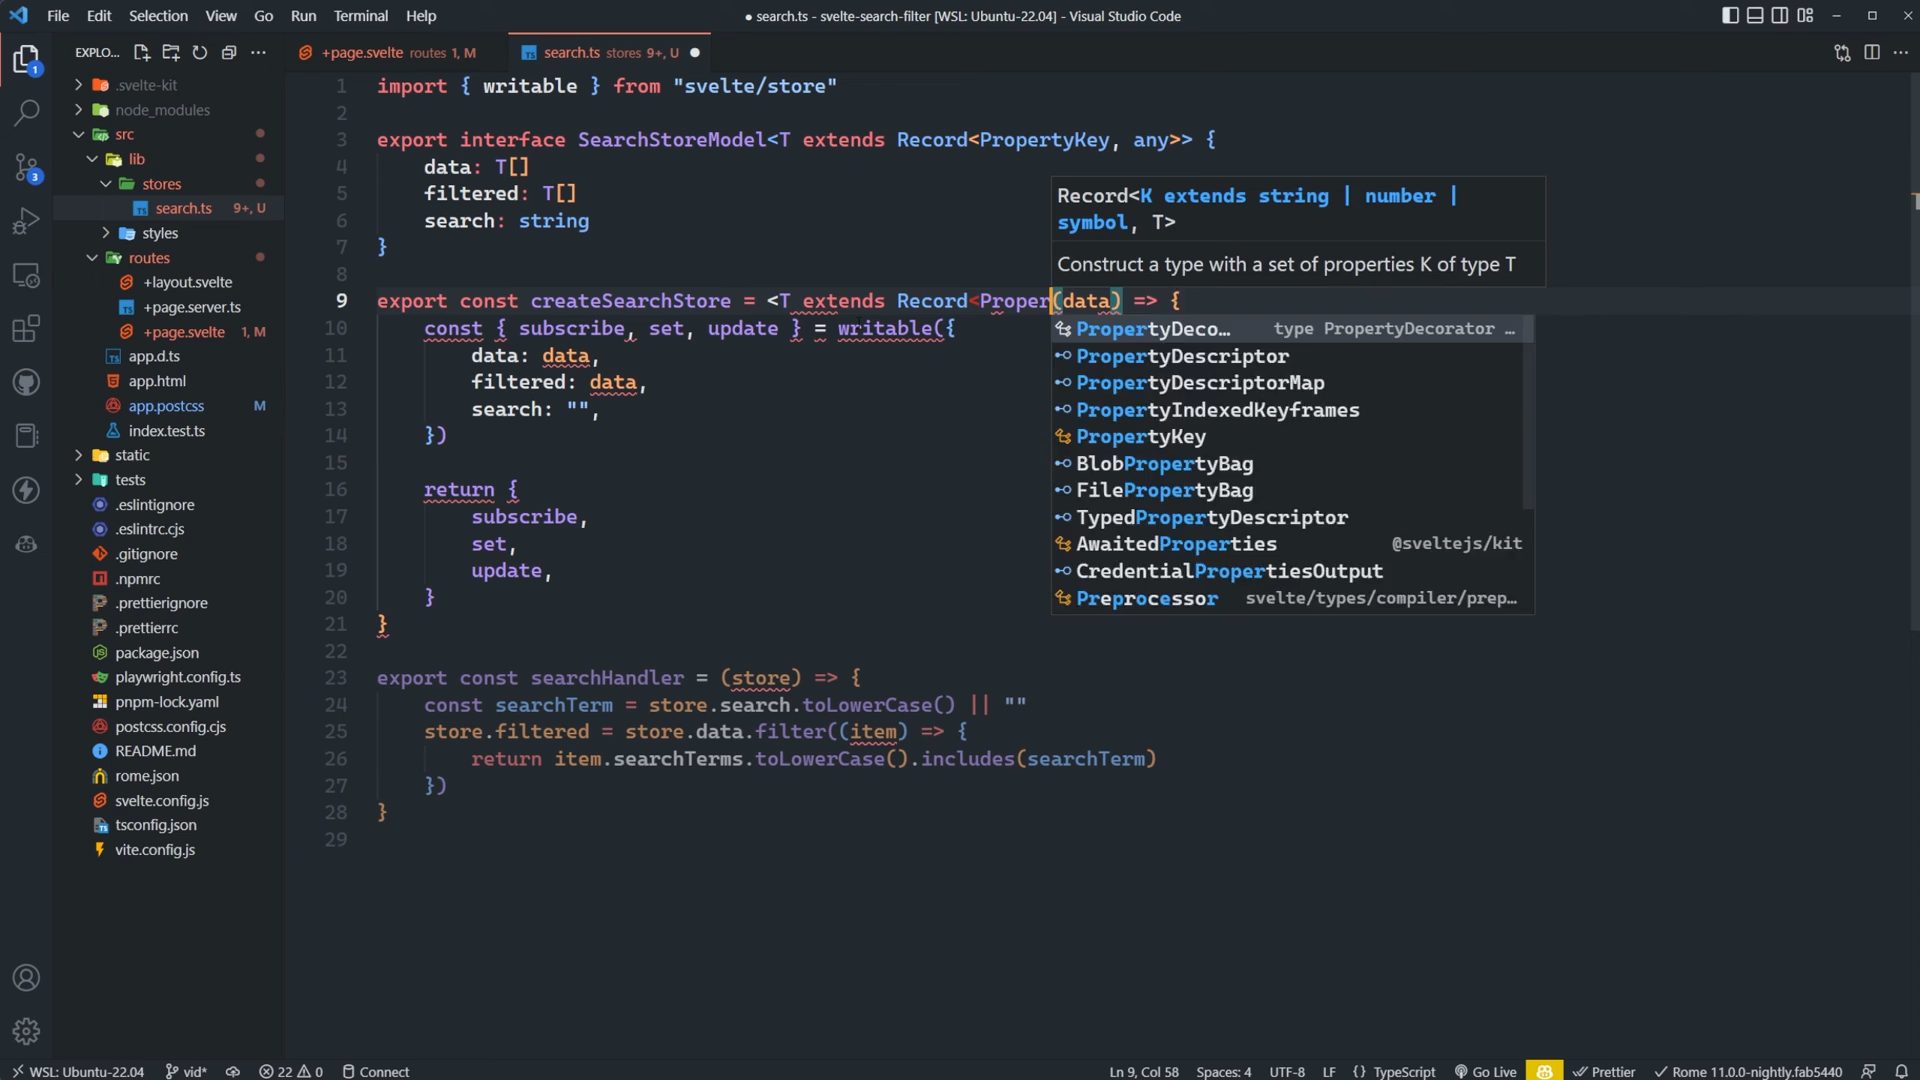 File Edit Selection View Go Run Terminal Help
● search.ts - svelte-search-filter [WSL: Ubuntu-22.04] - Visual Studio Code
EXPLO...
+page.svelte routes 1, M
search.ts stores 9+, U
.svelte-kit
node_modules
src
lib
stores
search.ts 9+, U
styles
routes
+layout.svelte
+page.server.ts
+page.svelte 1, M
app.d.ts
app.html
app.postcss M
index.test.ts
static
tests
.eslintignore
.eslintrc.cjs
.gitignore
.npmrc
.prettierignore
.prettierrc
package.json
playwright.config.ts
pnpm-lock.yaml
postcss.config.cjs
README.md
rome.json
svelte.config.js
tsconfig.json
vite.config.js
1
3
1 import { writable } from "svelte/store"
2
3 export interface SearchStoreModel<T extends Record<PropertyKey, any>> {
4 data: T[]
5 filtered: T[]
6 search: string
7 }
8
9 export const createSearchStore = <T extends Record<Proper(data) => {
10 const { subscribe, set, update } = writable({
11 data: data,
12 filtered: data,
13 search: "",
14 })
15
16 return {
17 subscribe,
18 set,
19 update,
20 }
21 }
22
23 export const searchHandler = (store) => {
24 const searchTerm = store.search.toLowerCase() || ""
25 store.filtered = store.data.filter((item) => {
26 return item.searchTerms.toLowerCase().includes(searchTerm)
27 })
28 }
29
Record<K extends string | number |
symbol, T>
Construct a type with a set of properties K of type T
PropertyDeco... type PropertyDecorator ...
PropertyDescriptor
PropertyDescriptorMap
PropertyIndexedKeyframes
PropertyKey
BlobPropertyBag
FilePropertyBag
TypedPropertyDescriptor
AwaitedProperties @sveltejs/kit
CredentialPropertiesOutput
Preprocessor svelte/types/compiler/prep...
WSL: Ubuntu-22.04 vid* 22 0 Connect
Ln 9, Col 58 Spaces: 4 UTF-8 LF {} TypeScript Go Live Prettier Rome 11.0.0-nightly.fab5440